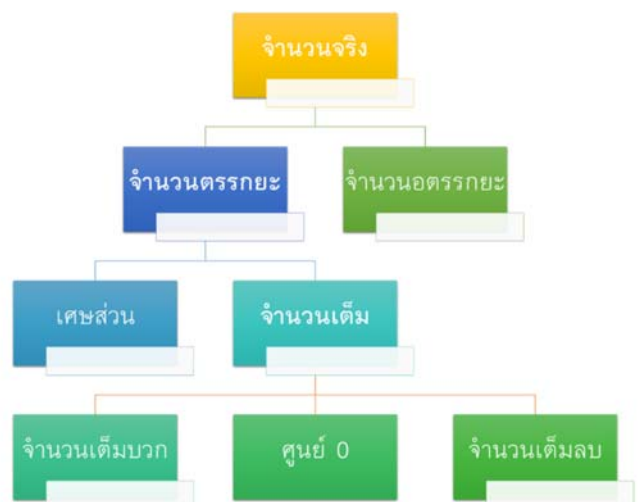 จำนวนจริง
จำนวนตรรกยะ
จำนวนอตรรกยะ
เศษส่วน
จำนวนเต็ม
จำนวนเต็มบวก
ศูนย์ 0
จำนวนเต็มลบ